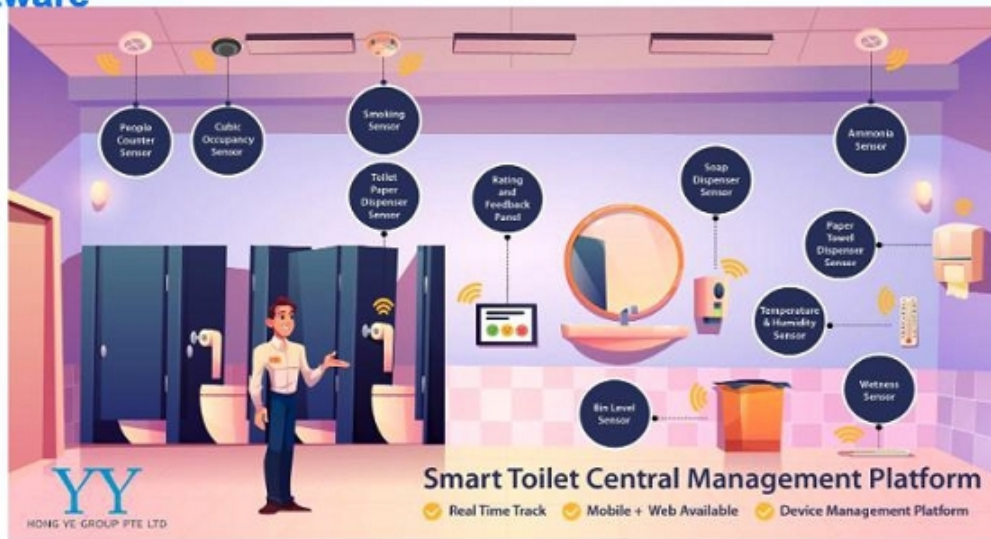 People
Counter
Sensor
Cubic
Occupancy
Sensor
Smoking
Sensor
Ammonia
Sensor
Toilet
Paper
Dispenser
Sensor
Rating
and
Feedback
Panel
Soap
Dispenser
Sensor
Paper
Towel
Dispenser
Sensor
Temperature
& Humidity
Sensor
Bin Level
Sensor
Wetness
Sensor
YY
HONG YE GROUP PTE LTD
Smart Toilet Central Management Platform
Real Time Track
Mobile + Web Available
Device Management Platform